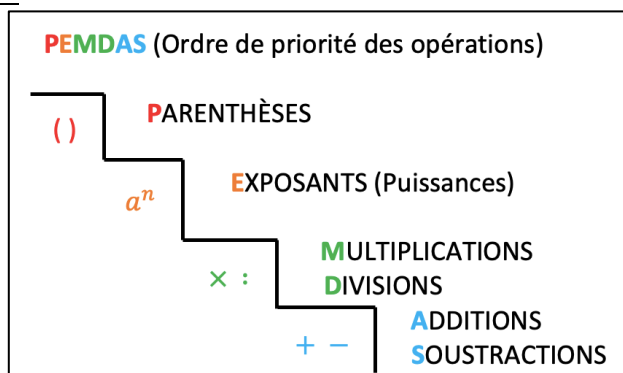 PEMDAS (Ordre de priorité des opérations)
( )
PARENTHÈSES
aⁿ
EXPOSANTS (Puissances)
× :
MULTIPLICATIONS
DIVISIONS
+ −
ADDITIONS
SOUSTRACTIONS